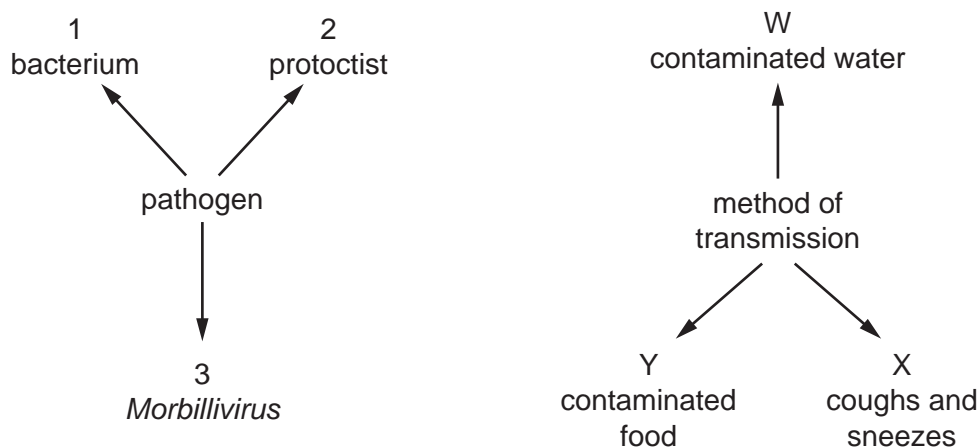 1
bacterium
2
protoctist
pathogen
3
Morbillivirus
W
contaminated water
method of
transmission
Y
contaminated
food
X
coughs and
sneezes